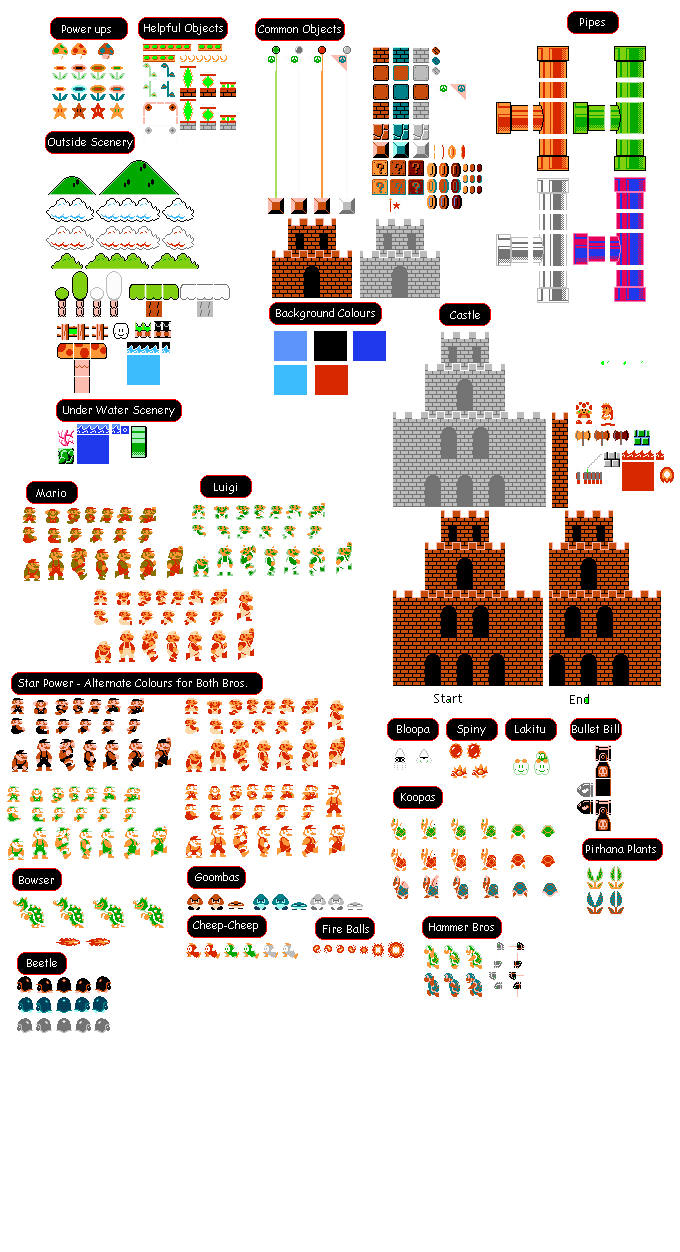 Power ups
Helpful Objects
Common Objects
Pipes
Outside Scenery
? ? ?
? ? ?
Background Colours
Castle
Under Water Scenery
Mario
Luigi
Star Power - Alternate Colours for Both Bros.
Start
End
Bloopa
Spiny
Lakitu
Bullet Bill
Koopas
Pirhana Plants
Bowser
Goombas
Cheep-Cheep
Fire Balls
Hammer Bros
Beetle